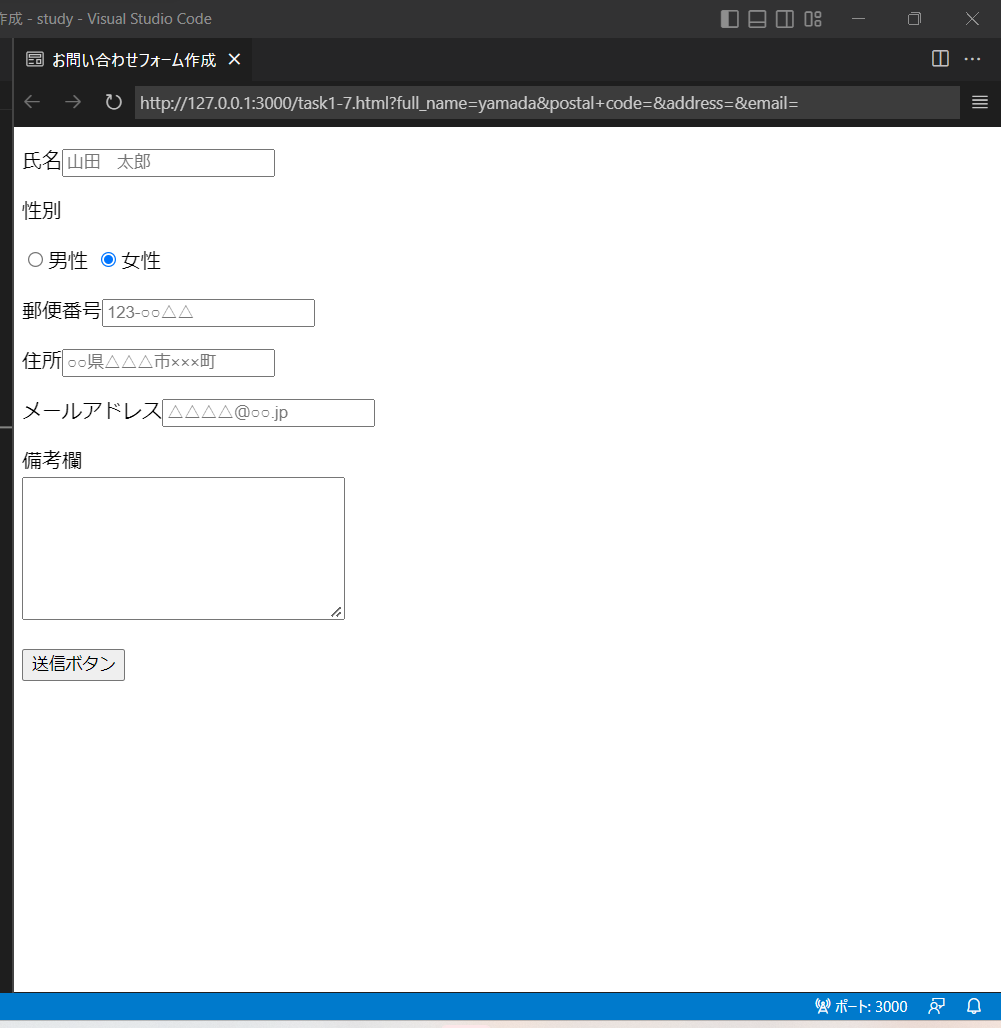 作成 - study - Visual Studio Code
お問い合わせフォーム作成
http://127.0.0.1:3000/task1-7.html?full_name=yamada&postal+code=&address=&email=
氏名 山田　太郎
性別
男性 女性
郵便番号 123-○○△△
住所 ○○県△△△市×××町
メールアドレス △△△△@○○.jp
備考欄
送信ボタン
ポート: 3000